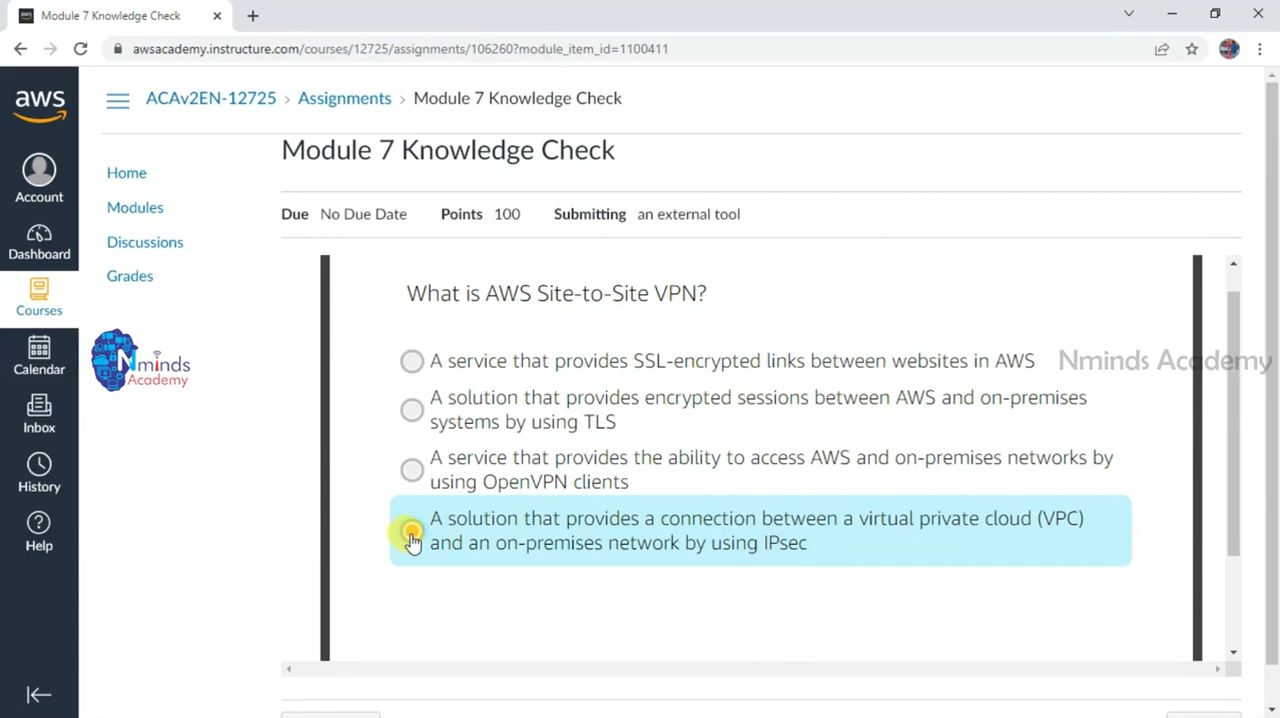 Module 7 Knowledge Check
awsacademy.instructure.com/courses/12725/assignments/106260?module_item_id=1100411
aws
Account
Dashboard
Courses
Calendar
Inbox
History
Help
ACAv2EN-12725 > Assignments > Module 7 Knowledge Check
Home
Modules
Discussions
Grades
Nminds
Academy
Module 7 Knowledge Check
Due No Due Date Points 100 Submitting an external tool
What is AWS Site-to-Site VPN?
A service that provides SSL-encrypted links between websites in AWS
Nminds Academy
A solution that provides encrypted sessions between AWS and on-premises
systems by using TLS
A service that provides the ability to access AWS and on-premises networks by
using OpenVPN clients
A solution that provides a connection between a virtual private cloud (VPC)
and an on-premises network by using IPsec